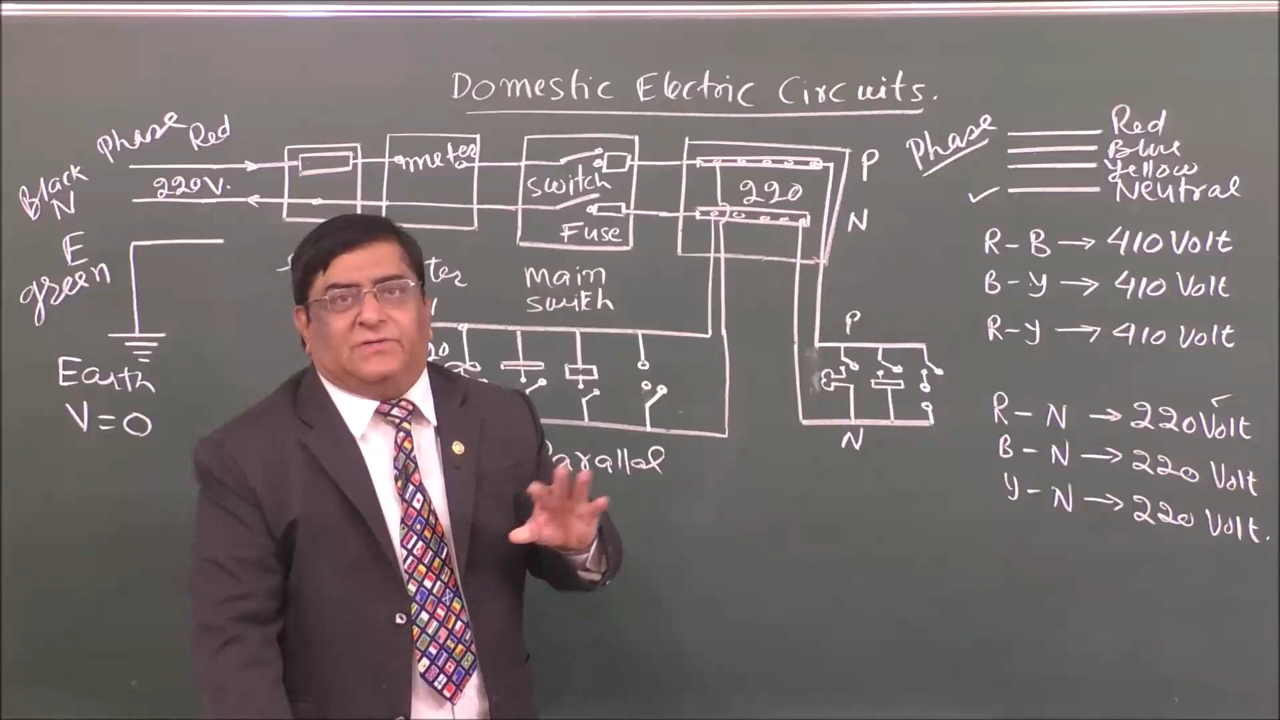 Domestic Electric Circuits.
Phase Red
Black
N
220V.
E
green
Earth
V=0
meter
switch
Fuse
main
switch
220
P
N
Parallel
P
N
Phase
Red
Blue
Yellow
✓ Neutral
R-B → 410 Volt
B-Y → 410 Volt
R-Y → 410 Volt
R-N → 220 Volt
B-N → 220 Volt
Y-N → 220 Volt.